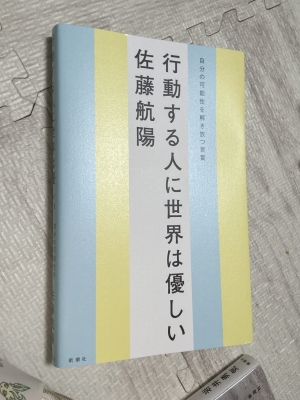 自分の可能性を解き放つ言葉
行動する人に世界は優しい
佐藤航陽
新潮社